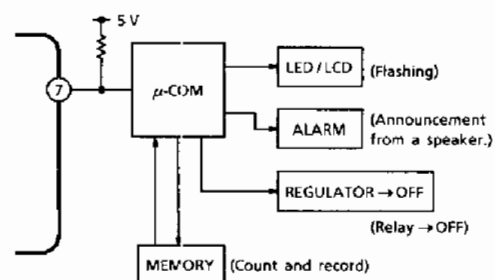 5 V
7
μ-COM
LED/LCD (Flashing)
ALARM (Announcement
from a speaker.)
REGULATOR → OFF
(Relay → OFF)
MEMORY (Count and record)